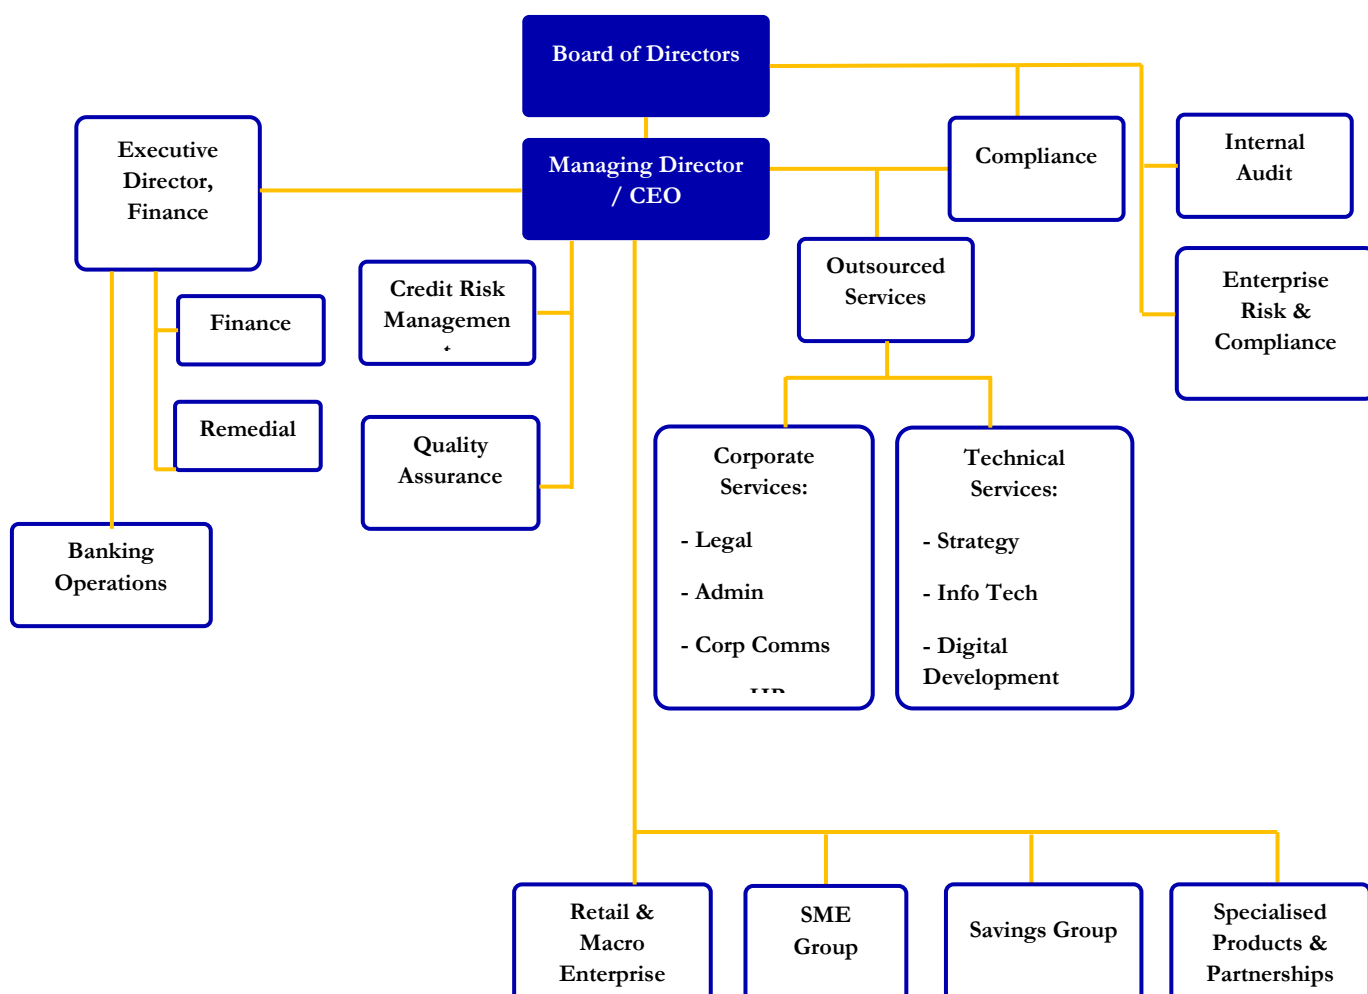 Board of Directors
Executive
Director,
Finance
Managing Director
/ CEO
Compliance
Internal
Audit
Outsourced
Services
Enterprise
Risk &
Compliance
Credit Risk
Managemen
Finance
Remedial
Quality
Assurance
Banking
Operations
Corporate
Services:
- Legal
- Admin
- Corp Comms
Technical
Services:
- Strategy
- Info Tech
- Digital
Development
Retail &
Macro
Enterprise
SME
Group
Savings Group
Specialised
Products &
Partnerships